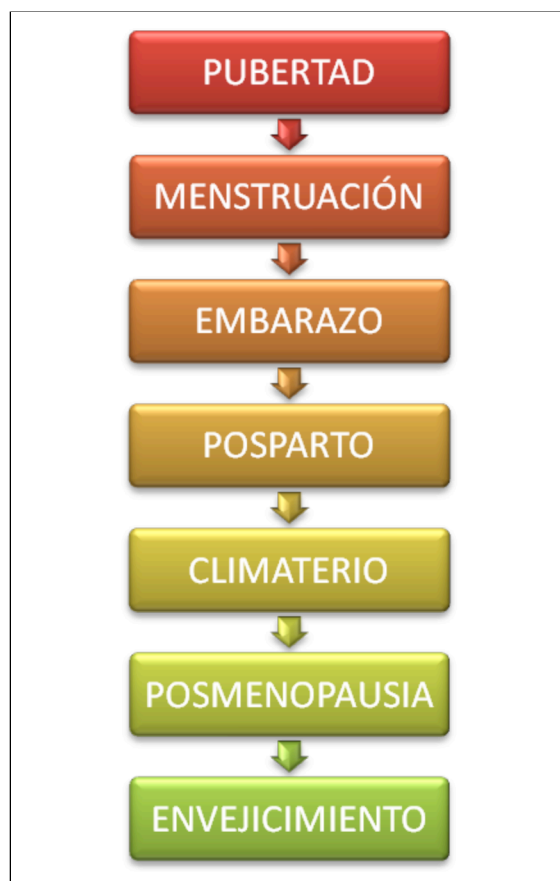 PUBERTAD
MENSTRUACIÓN
EMBARAZO
POSPARTO
CLIMATERIO
POSMENOPAUSIA
ENVEJICIMIENTO